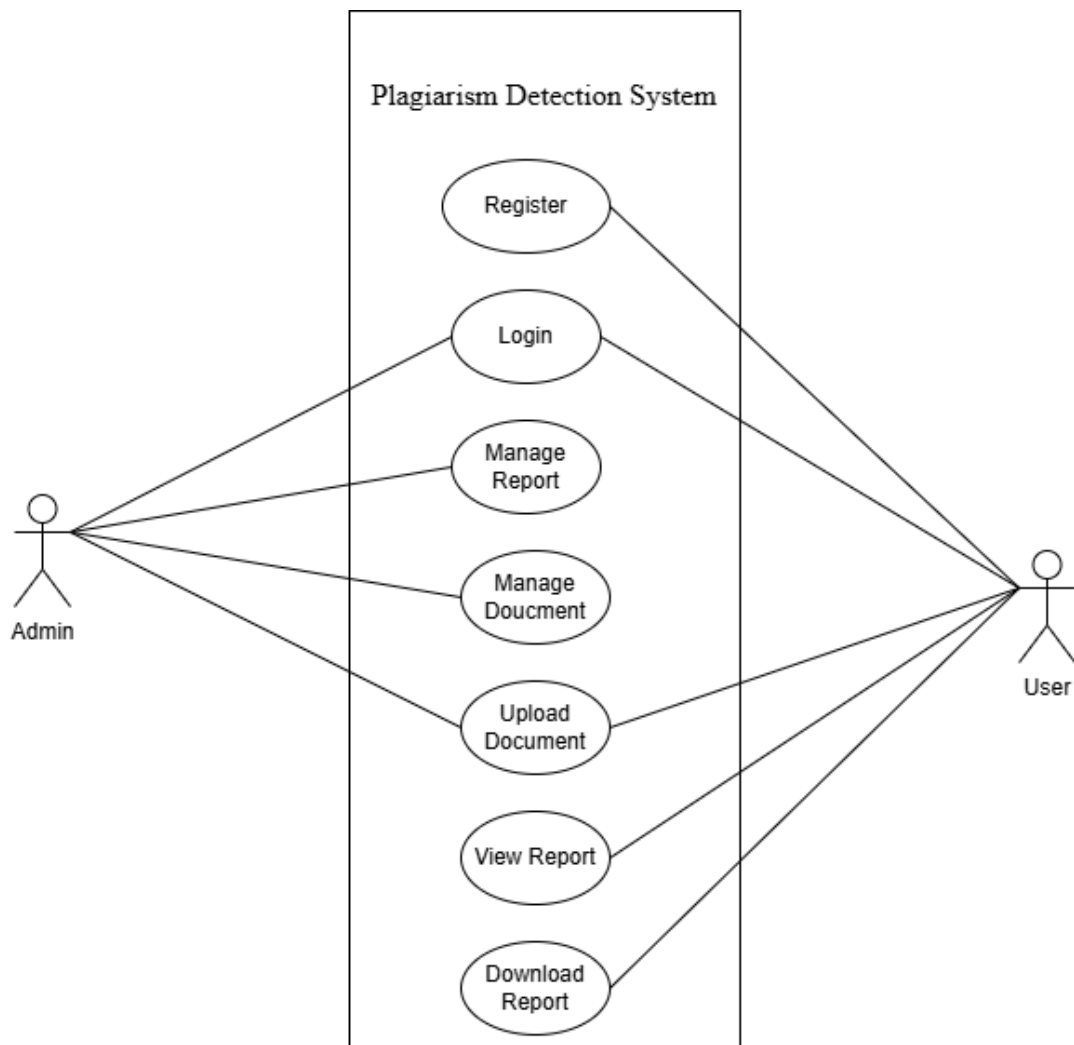 Plagiarism Detection System
Register
Login
Manage
Report
Manage
Doucment
Admin
Upload
Document
User
View Report
Download
Report